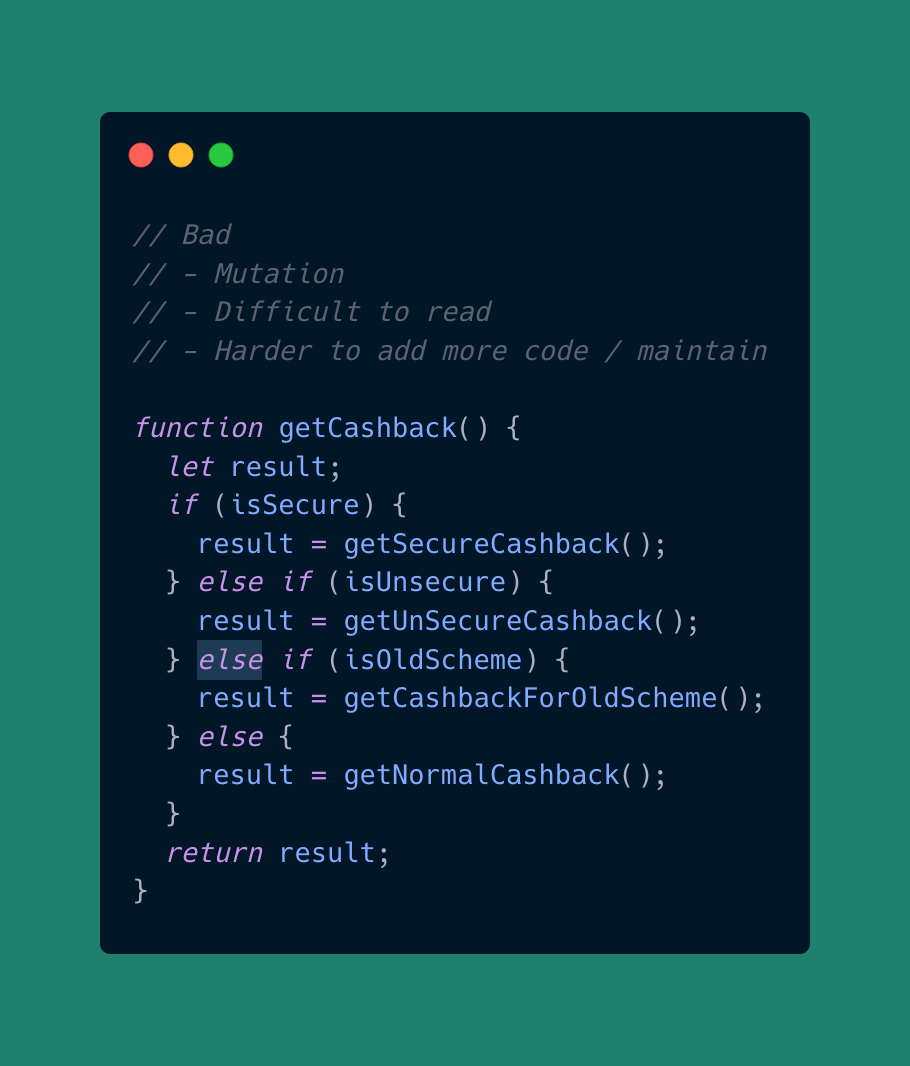 // Bad
// - Mutation
// - Difficult to read
// - Harder to add more code / maintain

function getCashback() {
  let result;
  if (isSecure) {
    result = getSecureCashback();
  } else if (isUnsecure) {
    result = getUnSecureCashback();
  } else if (isOldScheme) {
    result = getCashbackForOldScheme();
  } else {
    result = getNormalCashback();
  }
  return result;
}